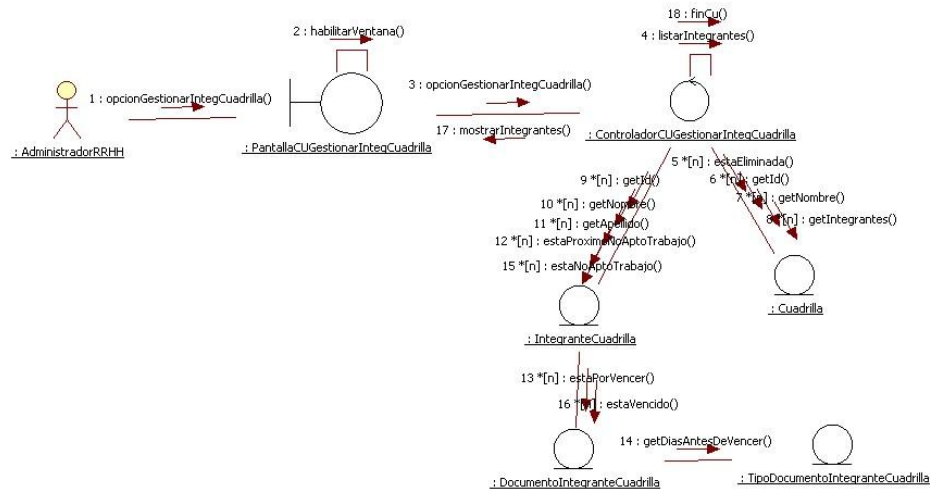 18 : finCu()
2 : habilitarVentana()
4 : listarIntegrantes()
3 : opcionGestionarIntegCuadrilla()
1 : opcionGestionarIntegCuadrilla()
17 : mostrarIntegrantes()
: AdministradorRRHH
: PantallaCUGestionarIntegCuadrilla
: ControladorCUGestionarIntegCuadrilla
5 *[n] : estaEliminada()
9 *[n] : getId()
6 *[n] : getId()
7 *[n] : getNombre()
10 *[n] : getNombre()
8 *[n] : getIntegrantes()
11 *[n] : getApellido()
12 *[n] : estaProximoNoAptoTrabajo()
15 *[n] : estaNoAptoTrabajo()
: Cuadrilla
: IntegranteCuadrilla
13 *[n] : estaPorVencer()
16 *[n] : estaVencido()
14 : getDiasAntesDeVencer()
: DocumentoIntegranteCuadrilla
: TipoDocumentoIntegranteCuadrilla